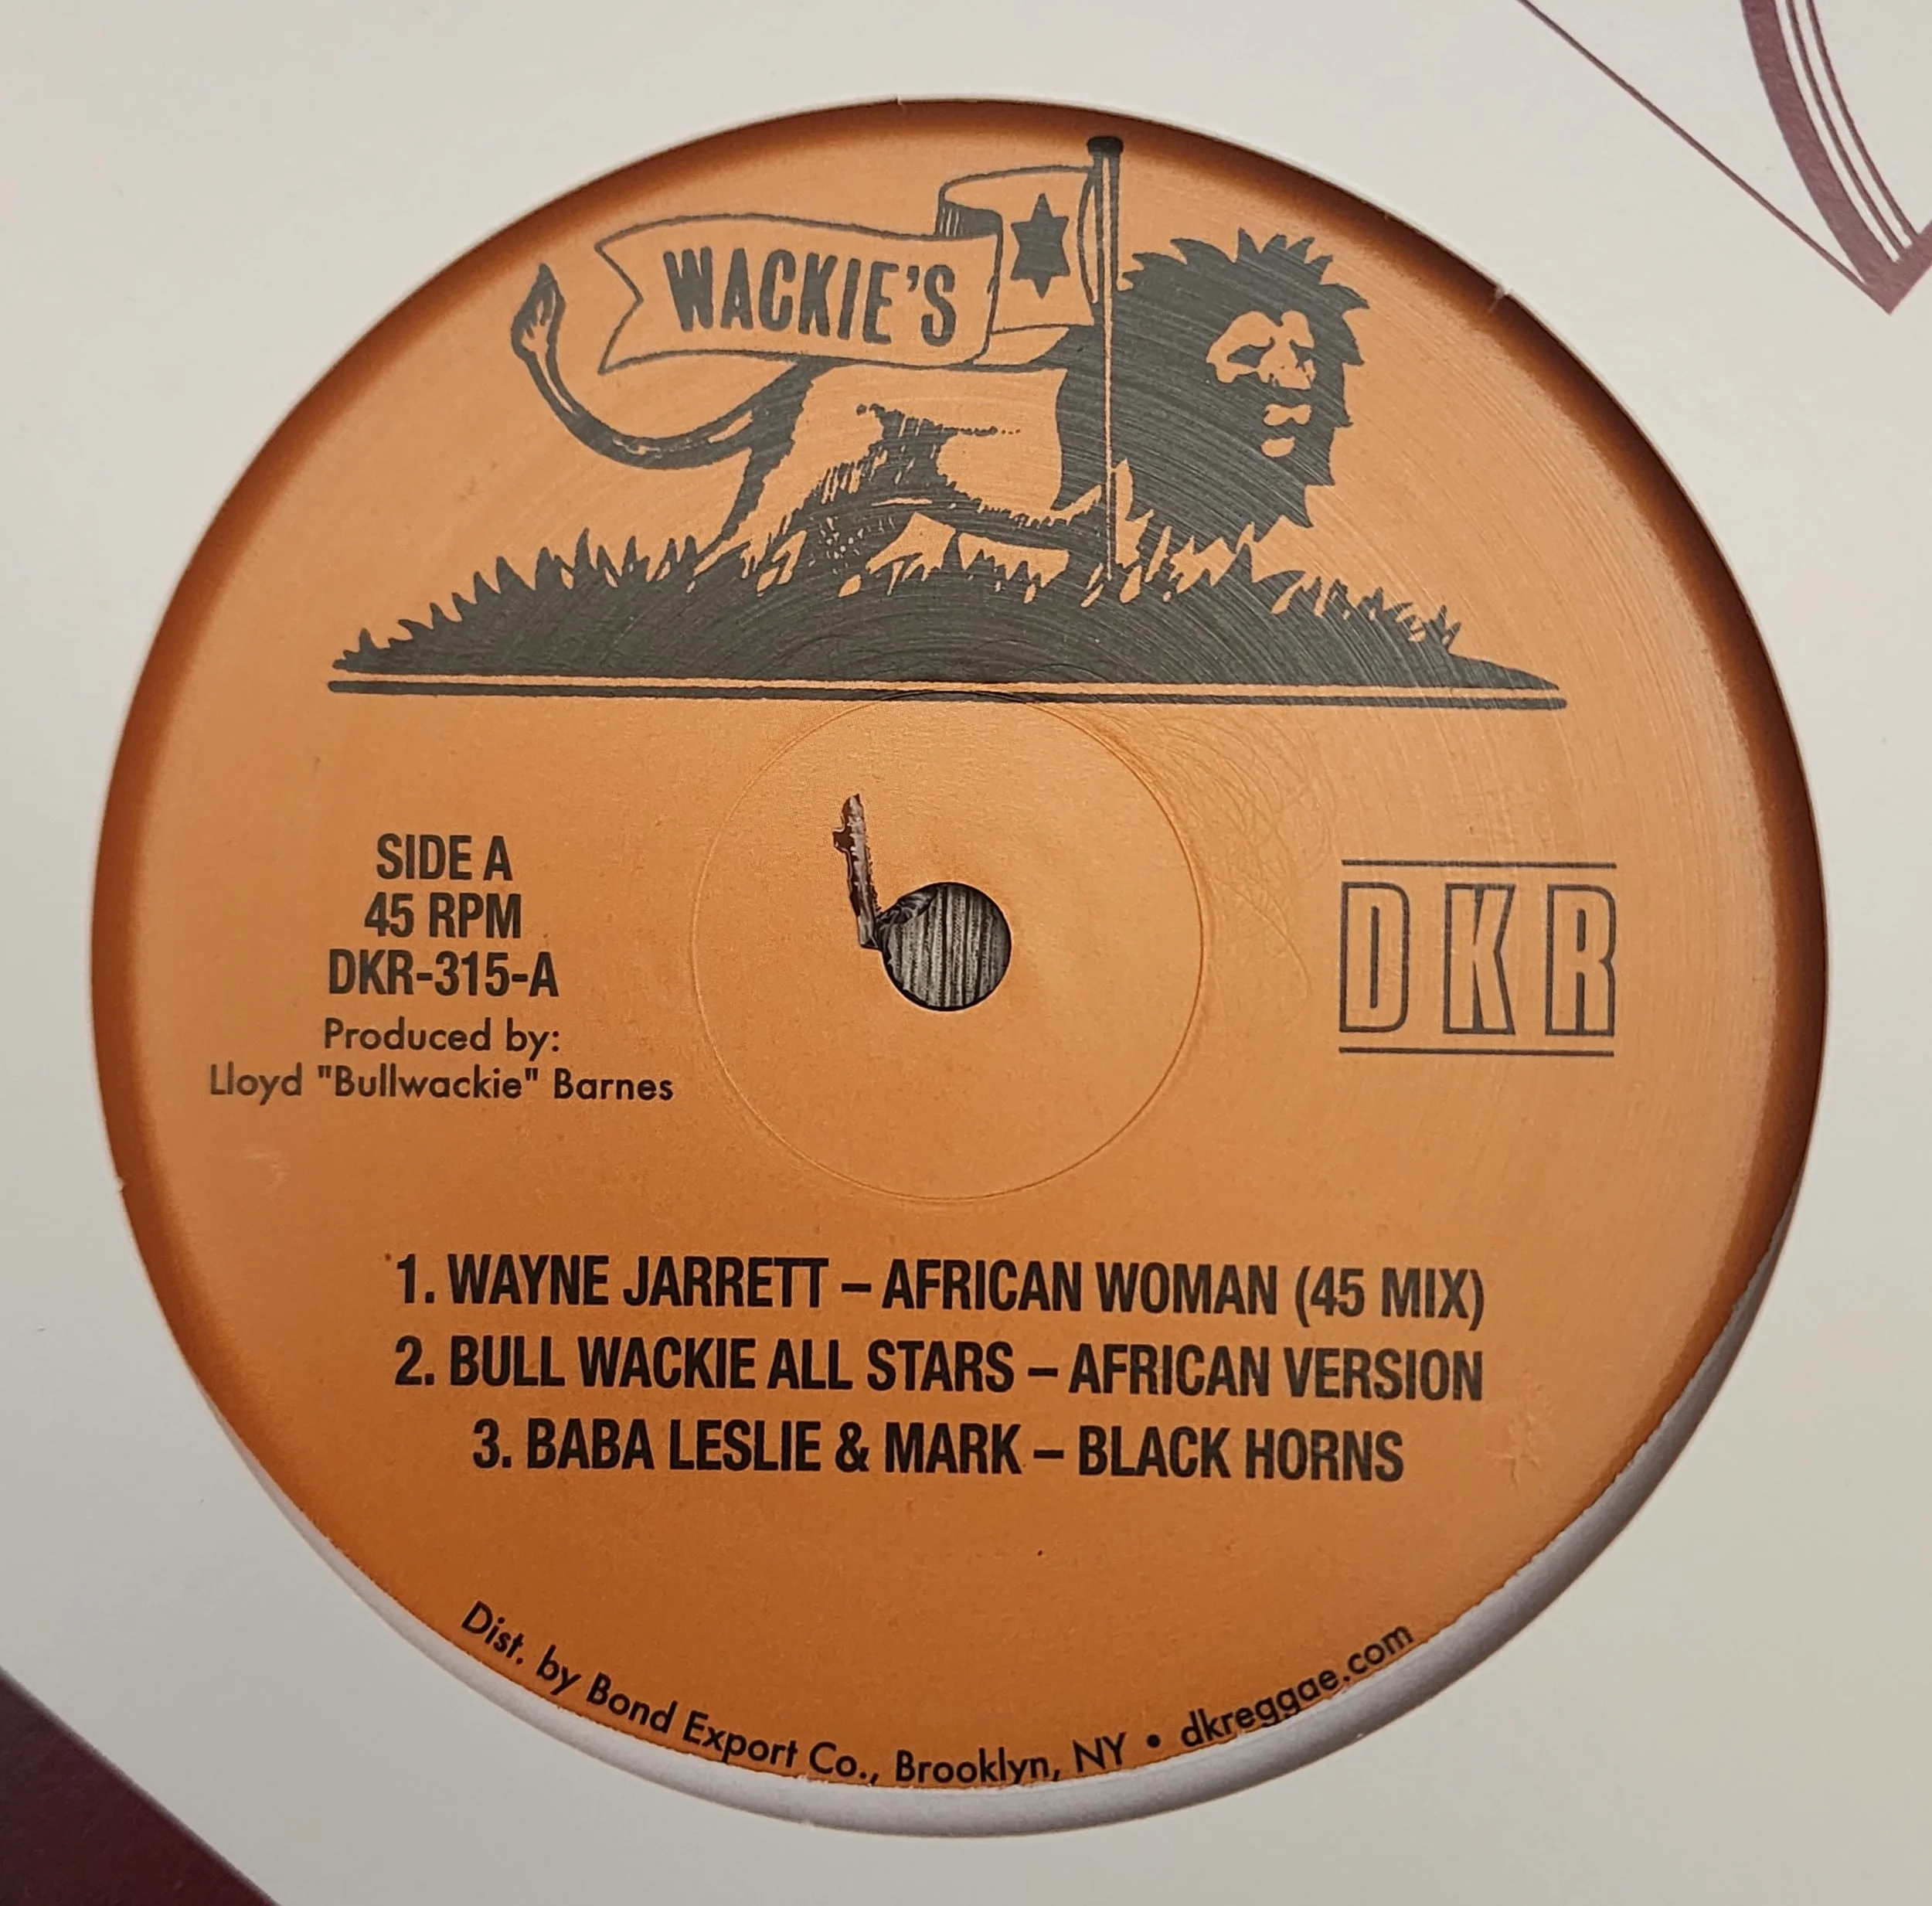 WACKIE'S
SIDE A
45 RPM
DKR-315-A
Produced by:
Lloyd "Bullwackie" Barnes
DKR
1. WAYNE JARRETT – AFRICAN WOMAN (45 MIX)
2. BULL WACKIE ALL STARS – AFRICAN VERSION
3. BABA LESLIE & MARK – BLACK HORNS
Dist. by Bond Export Co., Brooklyn, NY • dkreggae.com